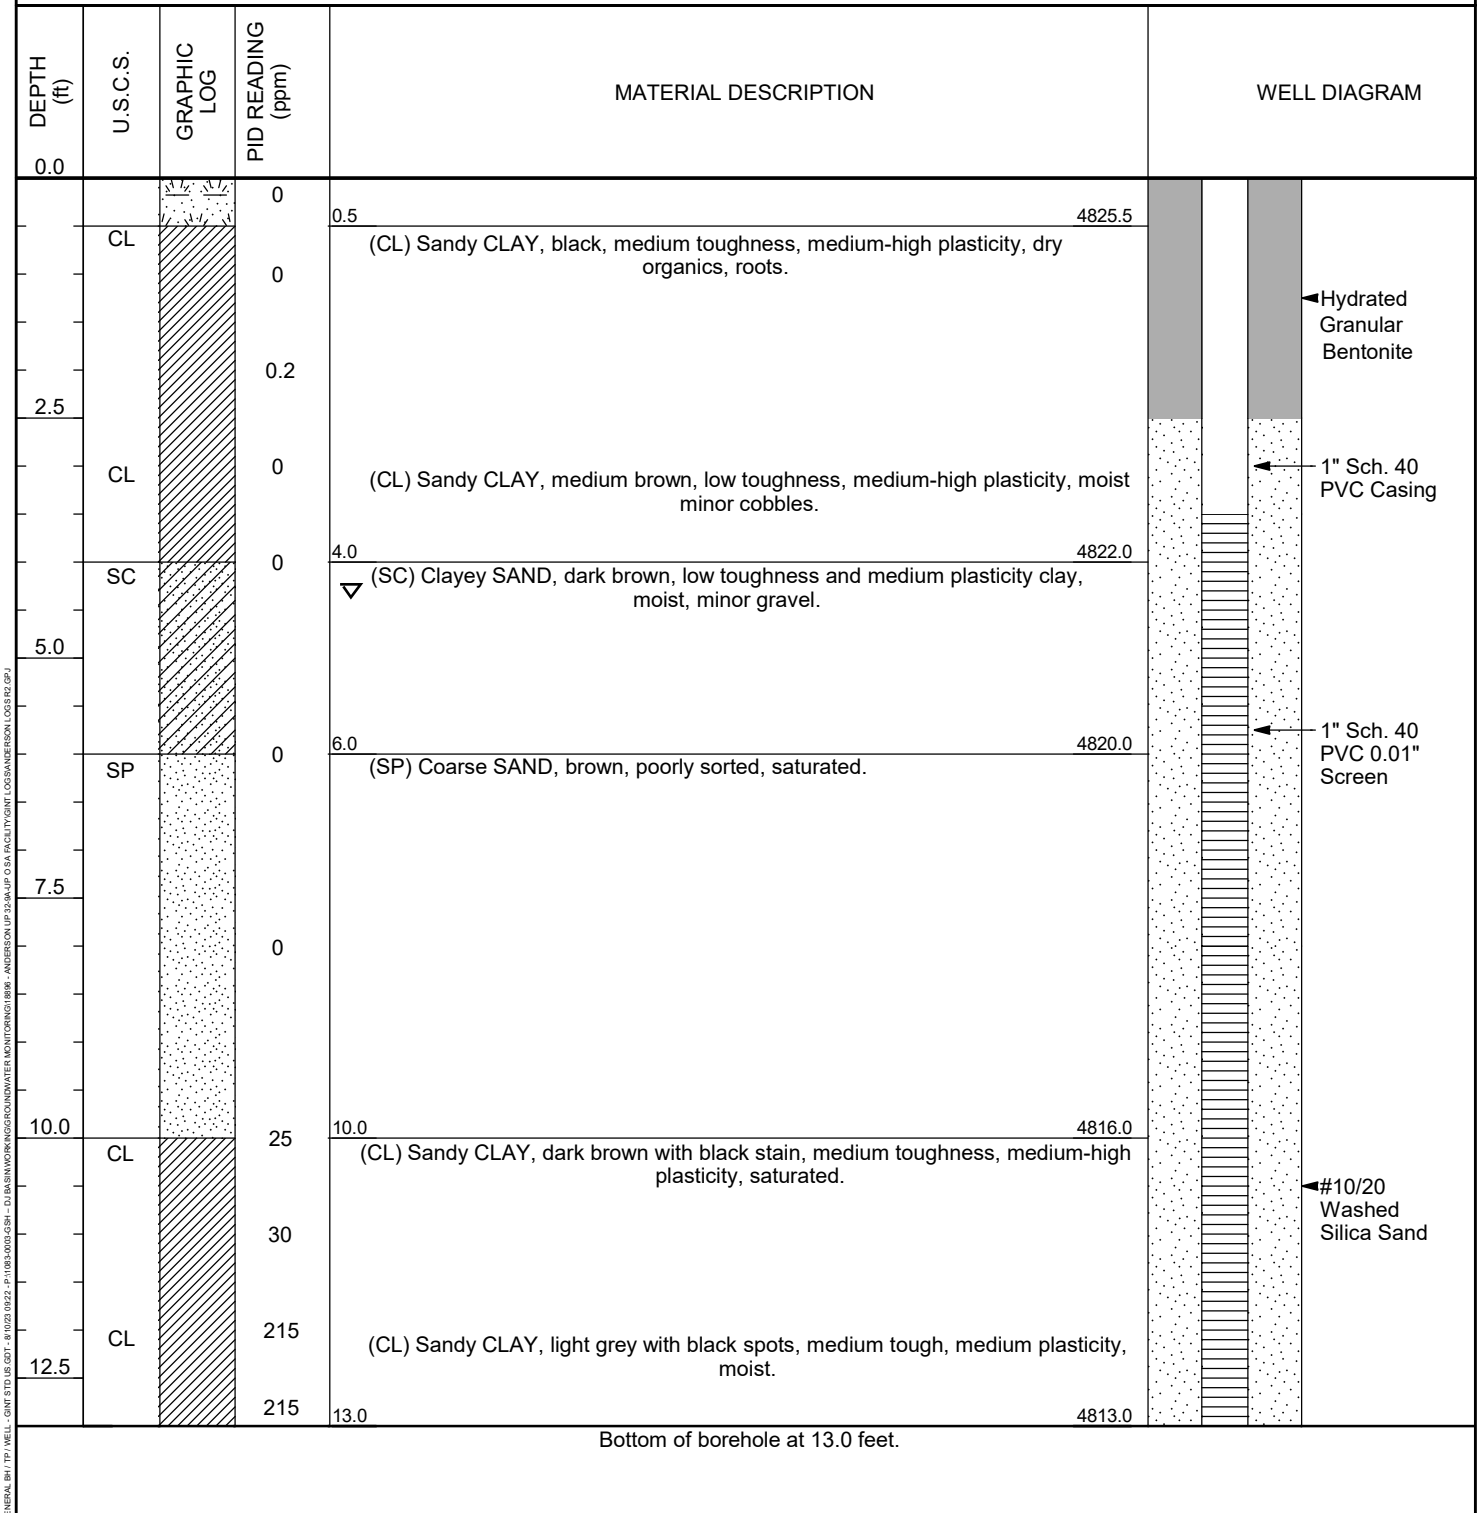 DEPTH
(ft)
U.S.C.S.
GRAPHIC
LOG
PID READING
(ppm)
MATERIAL DESCRIPTION
WELL DIAGRAM
0.0
0
0.5 4825.5
CL
(CL) Sandy CLAY, black, medium toughness, medium-high plasticity, dry
organics, roots.
0
Hydrated
Granular
Bentonite
0.2
2.5
0
CL
(CL) Sandy CLAY, medium brown, low toughness, medium-high plasticity, moist
minor cobbles.
1" Sch. 40
PVC Casing
0
4.0 4822.0
SC
(SC) Clayey SAND, dark brown, low toughness and medium plasticity clay,
moist, minor gravel.
5.0
0
6.0 4820.0
SP
(SP) Coarse SAND, brown, poorly sorted, saturated.
1" Sch. 40
PVC 0.01"
Screen
7.5
0
10.0
25
10.0 4816.0
CL
(CL) Sandy CLAY, dark brown with black stain, medium toughness, medium-high
plasticity, saturated.
#10/20
Washed
Silica Sand
30
215
CL
(CL) Sandy CLAY, light grey with black spots, medium tough, medium plasticity,
moist.
12.5
215
13.0 4813.0
Bottom of borehole at 13.0 feet.